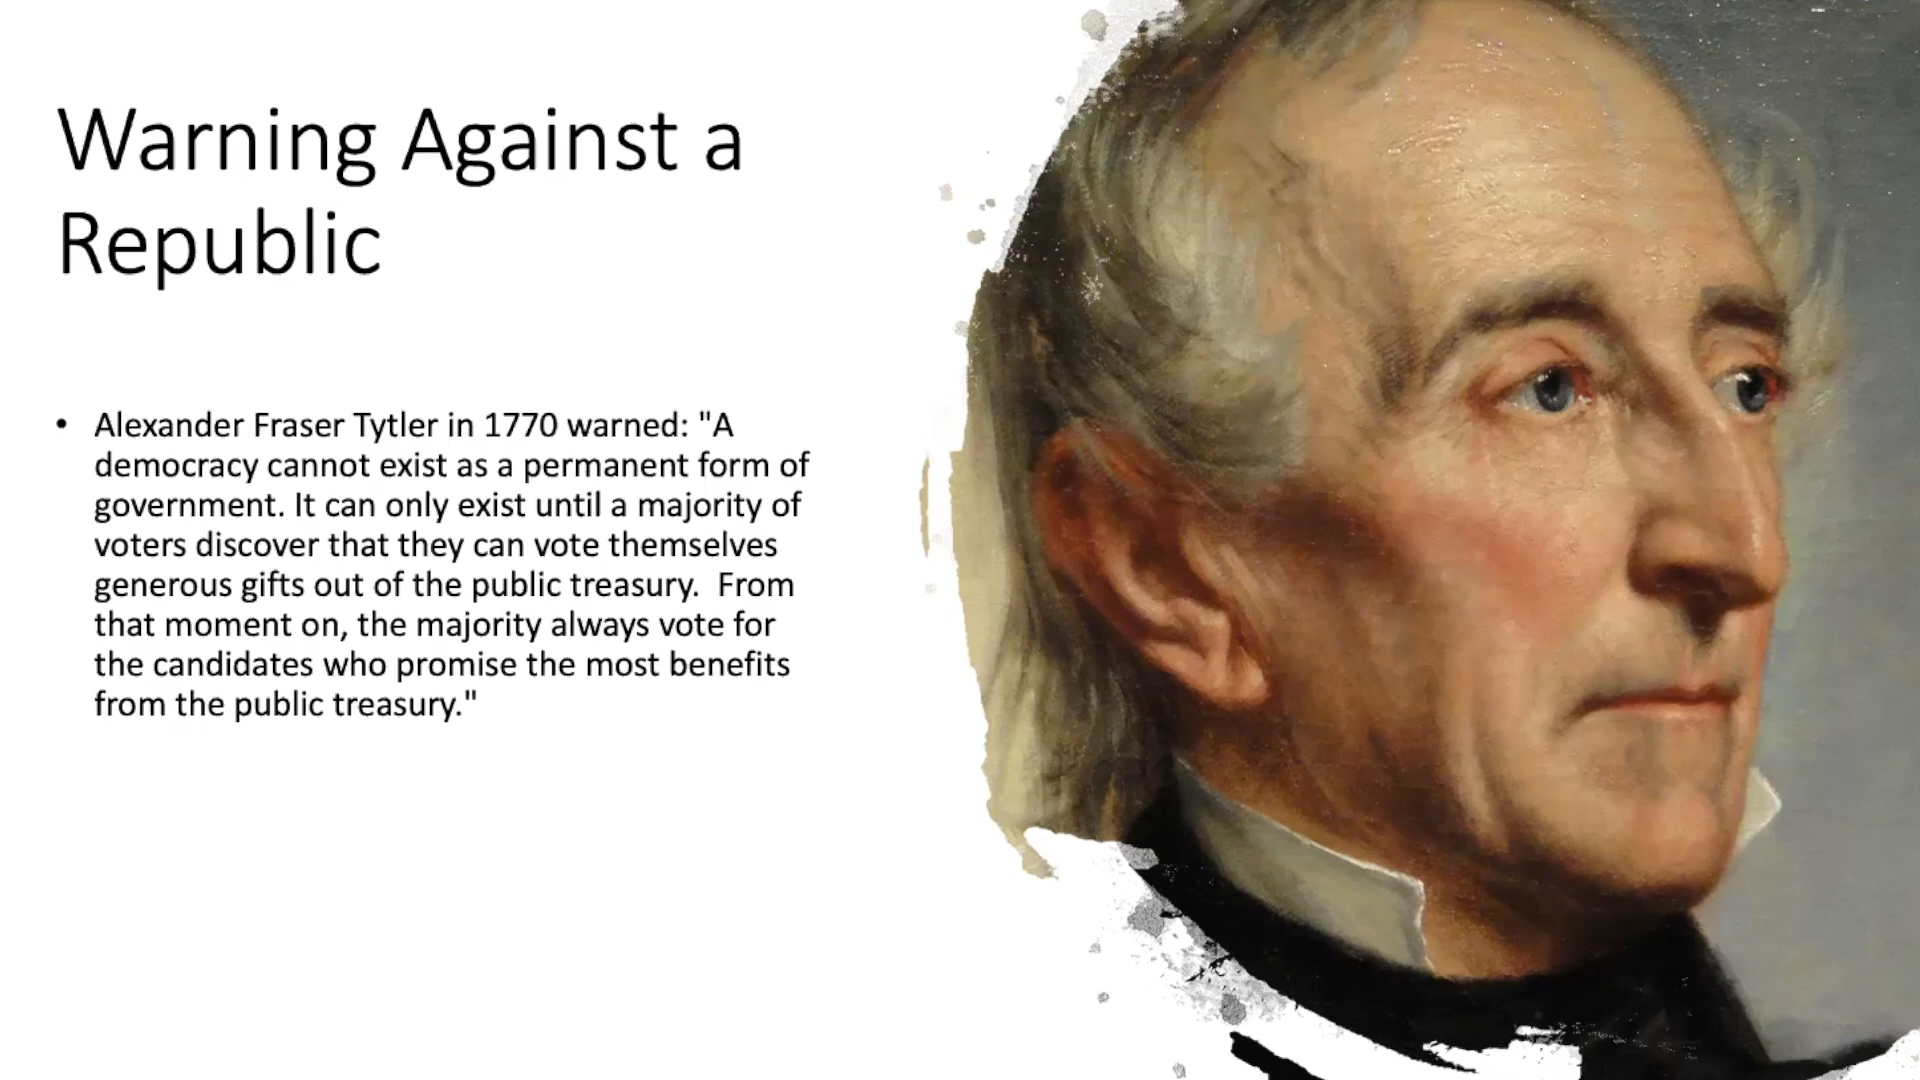 Warning Against a
Republic
• Alexander Fraser Tytler in 1770 warned: "A
democracy cannot exist as a permanent form of
government. It can only exist until a majority of
voters discover that they can vote themselves
generous gifts out of the public treasury.  From
that moment on, the majority always vote for
the candidates who promise the most benefits
from the public treasury."